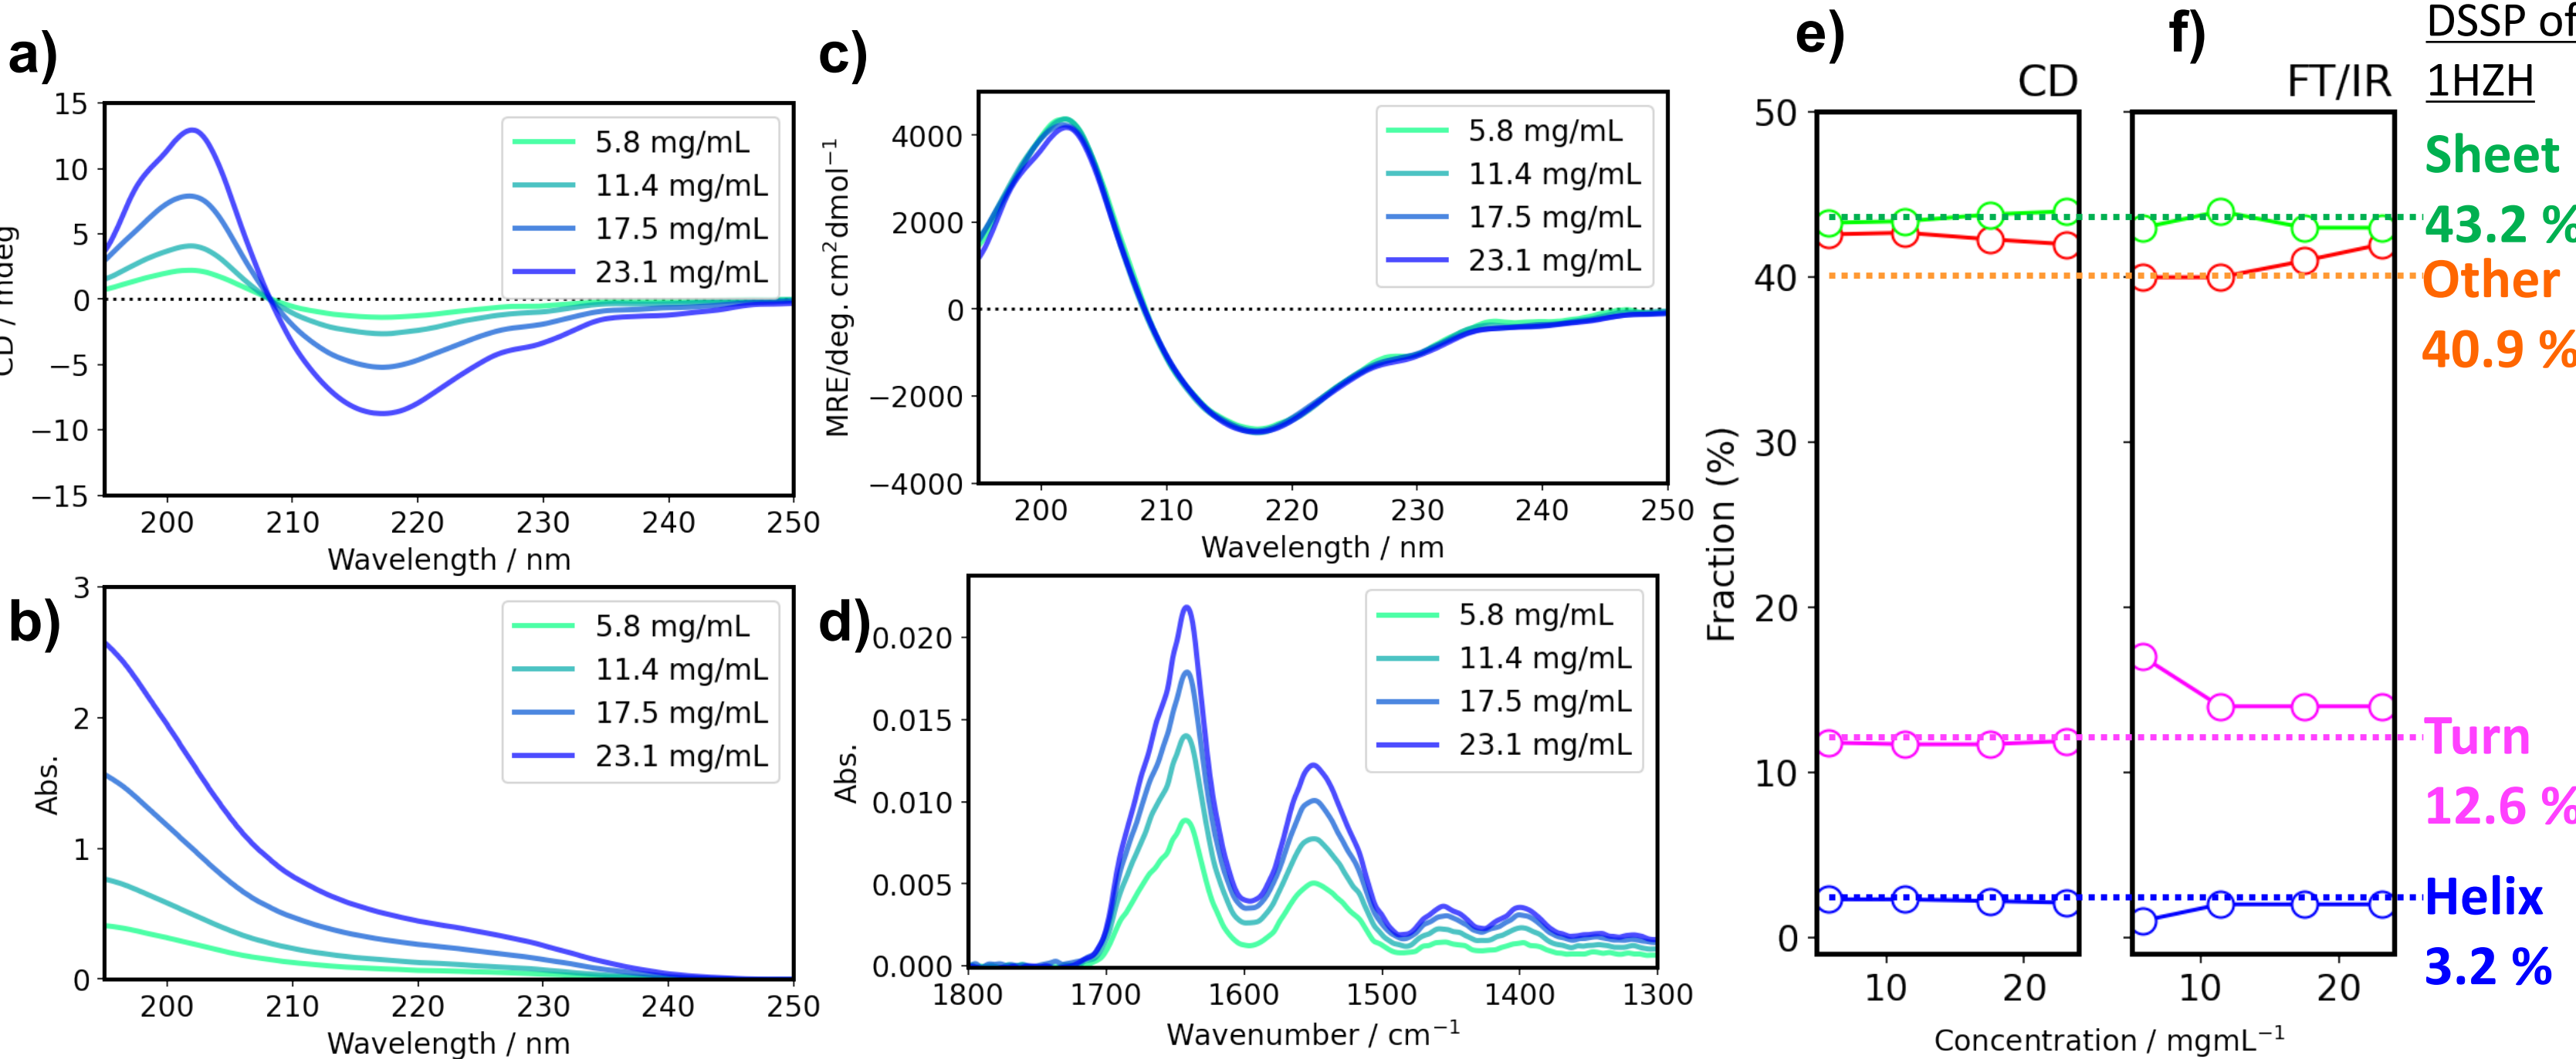 a)
15
10
5
0
−5
−10
−15
CD / mdeg
5.8 mg/mL
11.4 mg/mL
17.5 mg/mL
23.1 mg/mL
200 210 220 230 240 250
Wavelength / nm
b)
3
2
1
0
Abs.
5.8 mg/mL
11.4 mg/mL
17.5 mg/mL
23.1 mg/mL
200 210 220 230 240 250
Wavelength / nm
c)
4000
2000
0
−2000
−4000
MRE/deg. cm²dmol⁻¹
5.8 mg/mL
11.4 mg/mL
17.5 mg/mL
23.1 mg/mL
200 210 220 230 240 250
Wavelength / nm
d)
0.020
0.015
0.010
0.005
0.000
Abs.
5.8 mg/mL
11.4 mg/mL
17.5 mg/mL
23.1 mg/mL
1800 1700 1600 1500 1400 1300
Wavenumber / cm⁻¹
e)
CD
50
40
30
20
10
0
Fraction (%)
10 20
f)
FT/IR
10 20
Concentration / mgmL⁻¹
DSSP of
1HZH
Sheet
43.2 %
Other
40.9 %
Turn
12.6 %
Helix
3.2 %